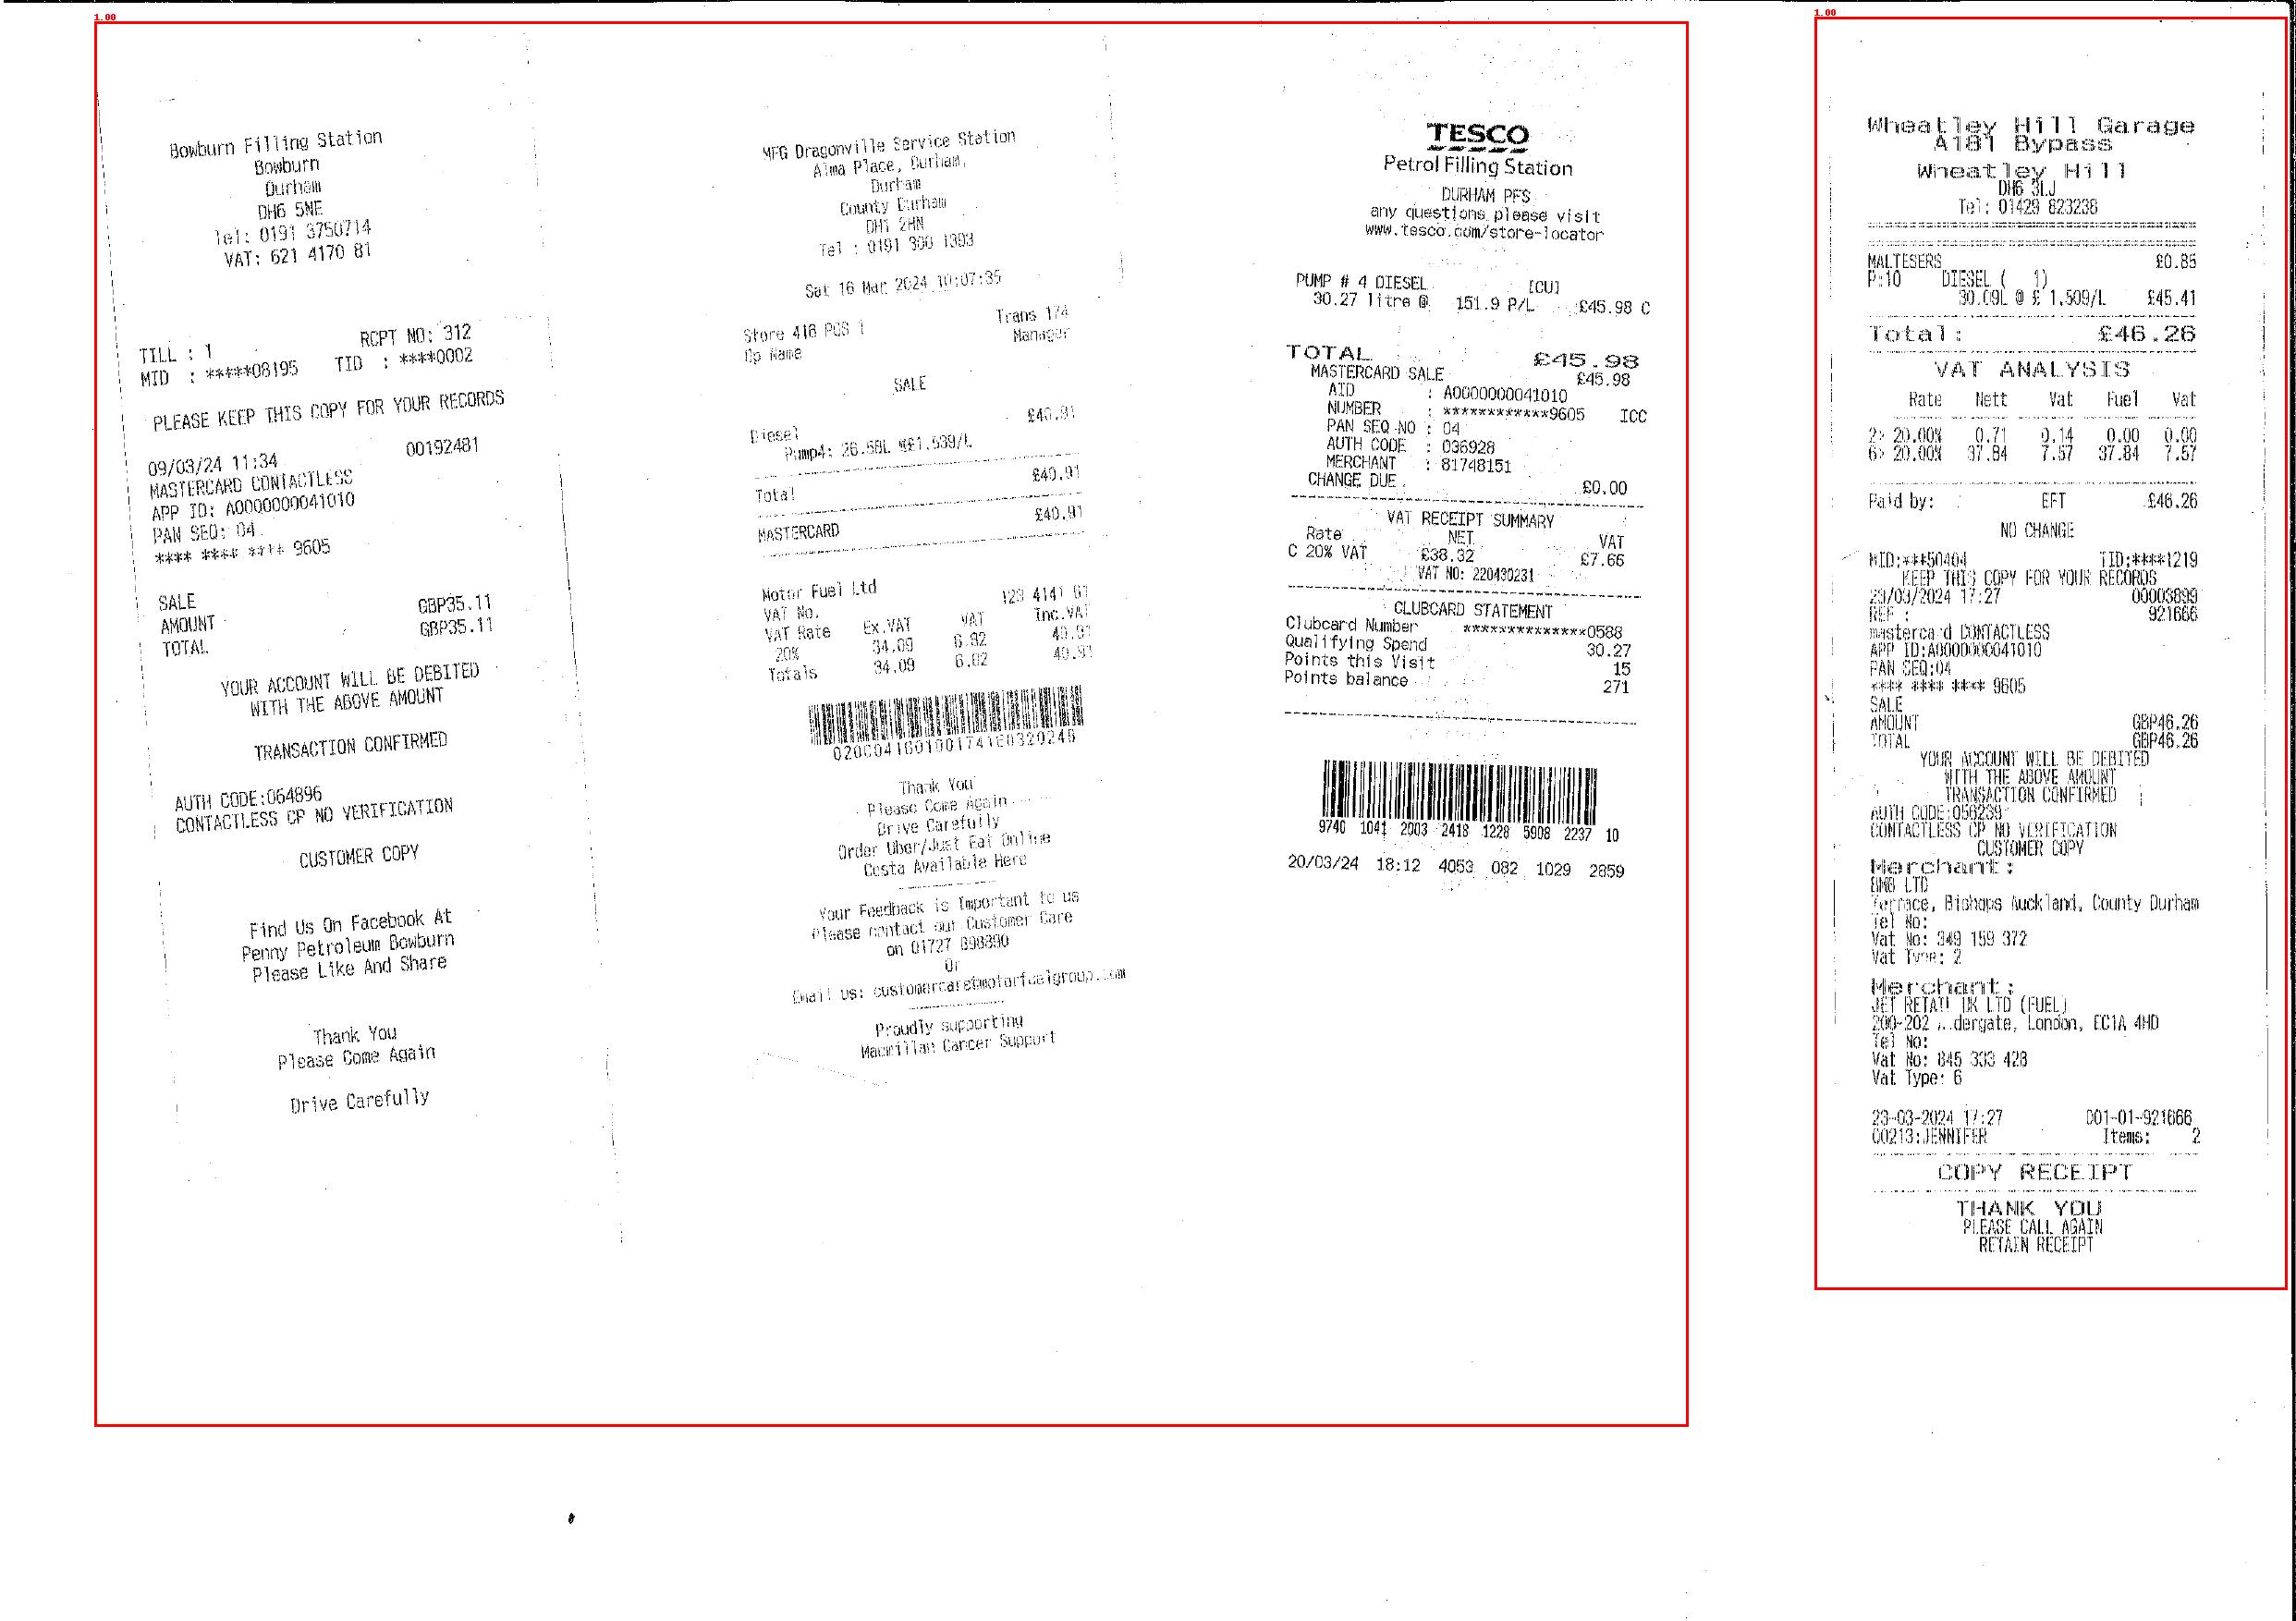 1.00
Bowburn Filling Station
Bowburn
Durham
DH6 5NE
Tel: 0191 3750714
VAT: 621 4170 81
TILL : 1 RCPT NO: 312
MID : *****08195 TID : ****0002
PLEASE KEEP THIS COPY FOR YOUR RECORDS
09/03/24 11:34 00192481
MASTERCARD CONTACTLESS
APP ID: A0000000041010
PAN SEQ: 04
**** **** **** 9605
SALE
AMOUNT GBP35.11
TOTAL GBP35.11
YOUR ACCOUNT WILL BE DEBITED
WITH THE ABOVE AMOUNT
TRANSACTION CONFIRMED
AUTH CODE:064896
CONTACTLESS CP NO VERIFICATION
CUSTOMER COPY
Find Us On Facebook At
Penny Petroleum Bowburn
Please Like And Share
Thank You
Please Come Again
Drive Carefully
MFG Dragonville Service Station
Alma Place, Durham,
Durham
County Durham
DH1 2HN
Tel : 0191 300 1393
Sat 16 Mar 2024 10:07:35
Store 416 POS 1 Trans 174
Op Name Manager
SALE
Diesel £40.91
Pump4: 26.58L @£1.539/L
Total £40.91
MASTERCARD £40.91
Motor Fuel Ltd
VAT No. 123 4141 61
VAT Rate Ex.VAT VAT Inc.VAT
20% 34.09 6.82 40.91
Totals 34.09 6.82 40.91
Thank You
Please Come Again
Drive Carefully
Order Uber/Just Eat Online
Costa Available Here
Your Feedback is Important to us
Please contact our Customer Care
on 01727 898890
Or
Email us: customercare@motorfuelgroup.com
Proudly supporting
Macmillan Cancer Support
TESCO
Petrol Filling Station
DURHAM PFS
any questions please visit
www.tesco.com/store-locator
PUMP # 4 DIESEL [CU]
30.27 litre @ 151.9 P/L £45.98 C
TOTAL £45.98
MASTERCARD SALE £45.98
AID : A0000000041010
NUMBER : ************9605 ICC
PAN SEQ NO : 04
AUTH CODE : 036928
MERCHANT : 81748151
CHANGE DUE £0.00
VAT RECEIPT SUMMARY
Rate NET VAT
C 20% VAT £38.32 £7.66
VAT NO: 220430231
CLUBCARD STATEMENT
Clubcard Number **************0588
Qualifying Spend 30.27
Points this Visit 15
Points balance 271
9740 1041 2003 2418 1228 5908 2237 10
20/03/24 18:12 4053 082 1029 2859
1.00
Wheatley Hill Garage
A181 Bypass
Wheatley Hill
DH6 3LJ
Tel: 01429 823238
MALTESERS £0.85
P:10 DIESEL ( 1)
30.09L @ £ 1.509/L £45.41
Total: £46.26
VAT ANALYSIS
Rate Nett Vat Fuel Vat
2> 20.00% 0.71 0.14 0.00 0.00
6> 20.00% 37.84 7.57 37.84 7.57
Paid by: EFT £46.26
NO CHANGE
MID:***50404 TID:****1219
KEEP THIS COPY FOR YOUR RECORDS
23/03/2024 17:27 00003899
REF : 921666
mastercard CONTACTLESS
APP ID:A0000000041010
PAN SEQ:04
**** **** **** 9605
SALE
AMOUNT GBP46.26
TOTAL GBP46.26
YOUR ACCOUNT WILL BE DEBITED
WITH THE ABOVE AMOUNT
TRANSACTION CONFIRMED
AUTH CODE:056239
CONTACTLESS CP NO VERIFICATION
CUSTOMER COPY
Merchant:
LTD
Terrace, Bishops Auckland, County Durham
Tel No:
Vat No: 349 159 372
Vat Type: 2
Merchant:
JET RETAIL UK LTD (FUEL)
200-202 London, EC1A 4HD
Tel No:
Vat No: 845 333 428
Vat Type: 6
23-03-2024 17:27 001-01-921666
00213:JENNIFER Items: 2
COPY RECEIPT
THANK YOU
PLEASE CALL AGAIN
RETAIN RECEIPT